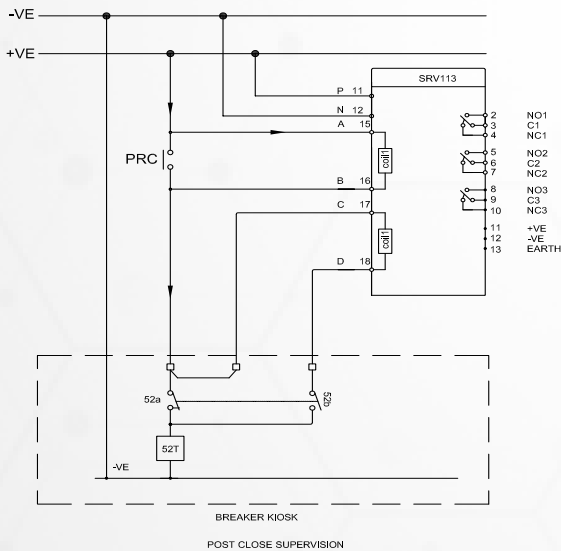 -VE
+VE
SRV113
P 11
N 12
A 15
B 16
C 17
D 18
coil1
coil1
2 NO1
3 C1
4 NC1
5 NO2
6 C2
7 NC2
8 NO3
9 C3
10 NC3
11 +VE
12 -VE
13 EARTH
PRC
52a
52b
52T
-VE
BREAKER KIOSK
POST CLOSE SUPERVISION